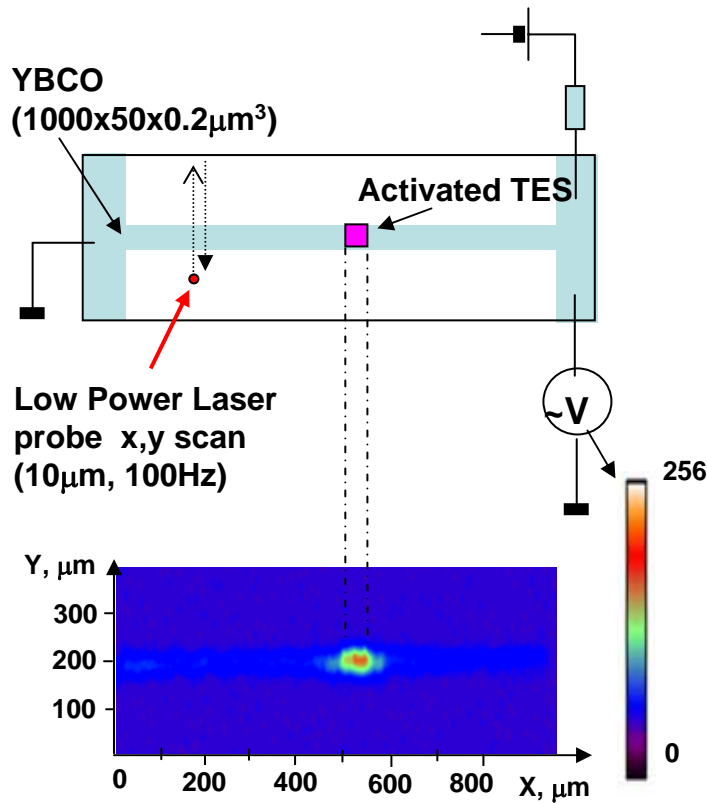 YBCO
(1000x50x0.2μm³)
Activated TES
Low Power Laser
probe x,y scan
(10μm, 100Hz)
~V
256
Y, μm
300
200
100
0
0 200 400 600 800 X, μm